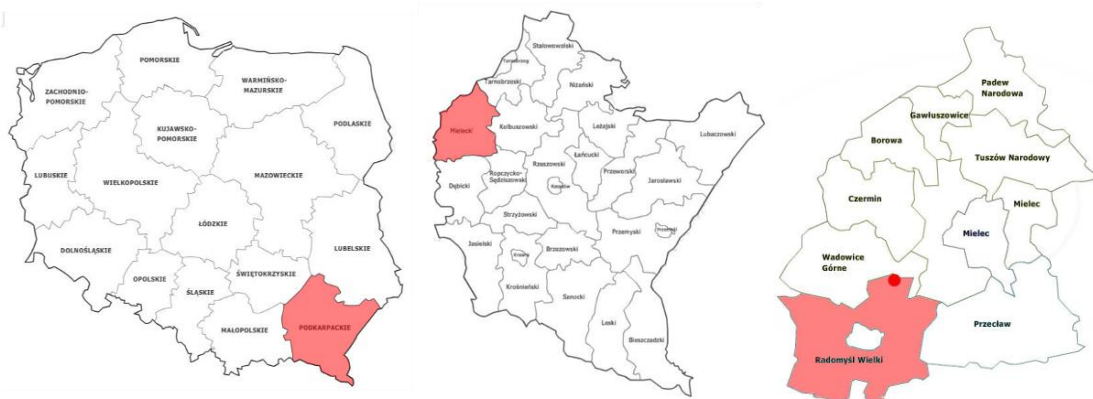 POMORSKIE
WARMIŃSKO-
MAZURSKIE
ZACHODNIO-
POMORSKIE
PODLASKIE
KUJAWSKO-
POMORSKIE
LUBUSKIE
WIELKOPOLSKIE
MAZOWIECKIE
ŁÓDZKIE
DOLNOŚLĄSKIE
LUBELSKIE
OPOLSKIE
ŚLĄSKIE
ŚWIĘTOKRZYSKIE
MAŁOPOLSKIE
PODKARPACKIE
Stalowowolski
Tarnobrzeg
Tarnobrzeski
Niżański
Mielecki
Kolbuszowski
Leżajski
Lubaczowski
Rzeszowski
Łańcucki
Dębicki
Ropczycko-
Sędziszowski
Przeworski
Jarosławski
Strzyżowski
Przemyski
Jasielski
Krosno
Brzozowski
Krośnieński
Sanocki
Leski
Bieszczadzki
Padew
Narodowa
Gawłuszowice
Borowa
Tuszów Narodowy
Czermin
Mielec
Mielec
Wadowice
Górne
Przecław
Radomyśl Wielki